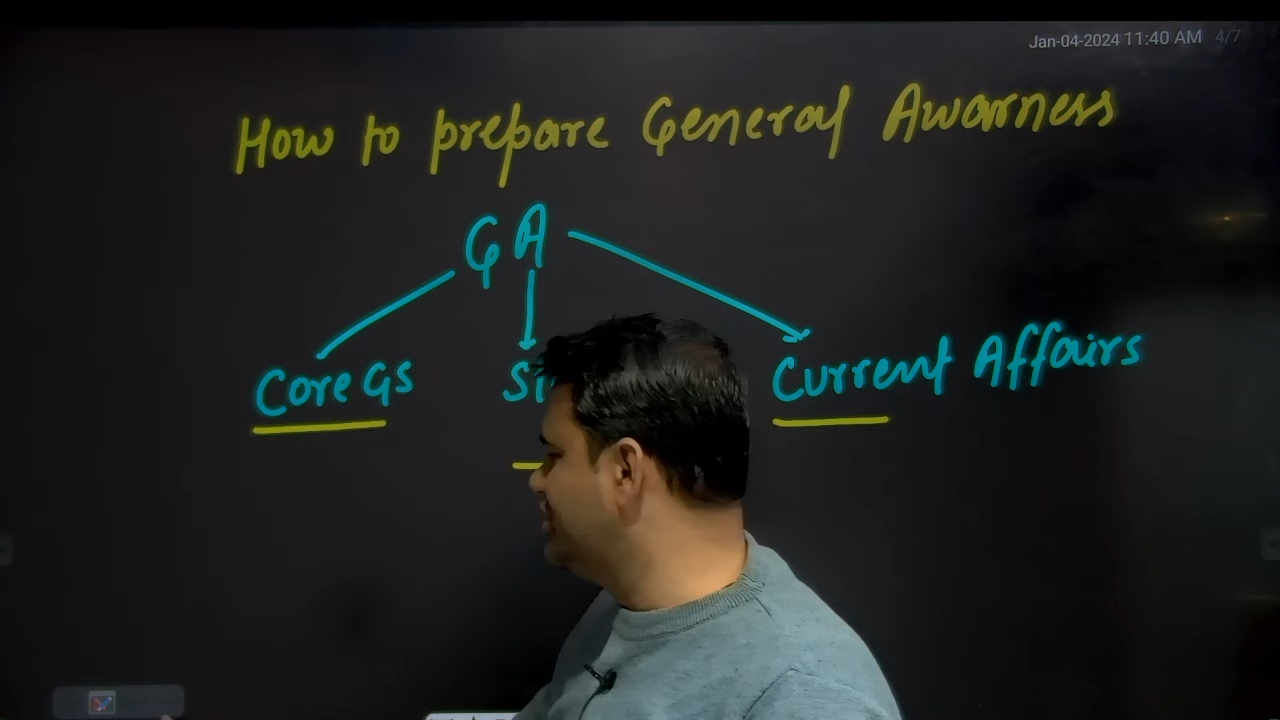 Jan-04-2024 11:40 AM 4/7
How to prepare General Awarness
GA
Core GS
Current Affairs